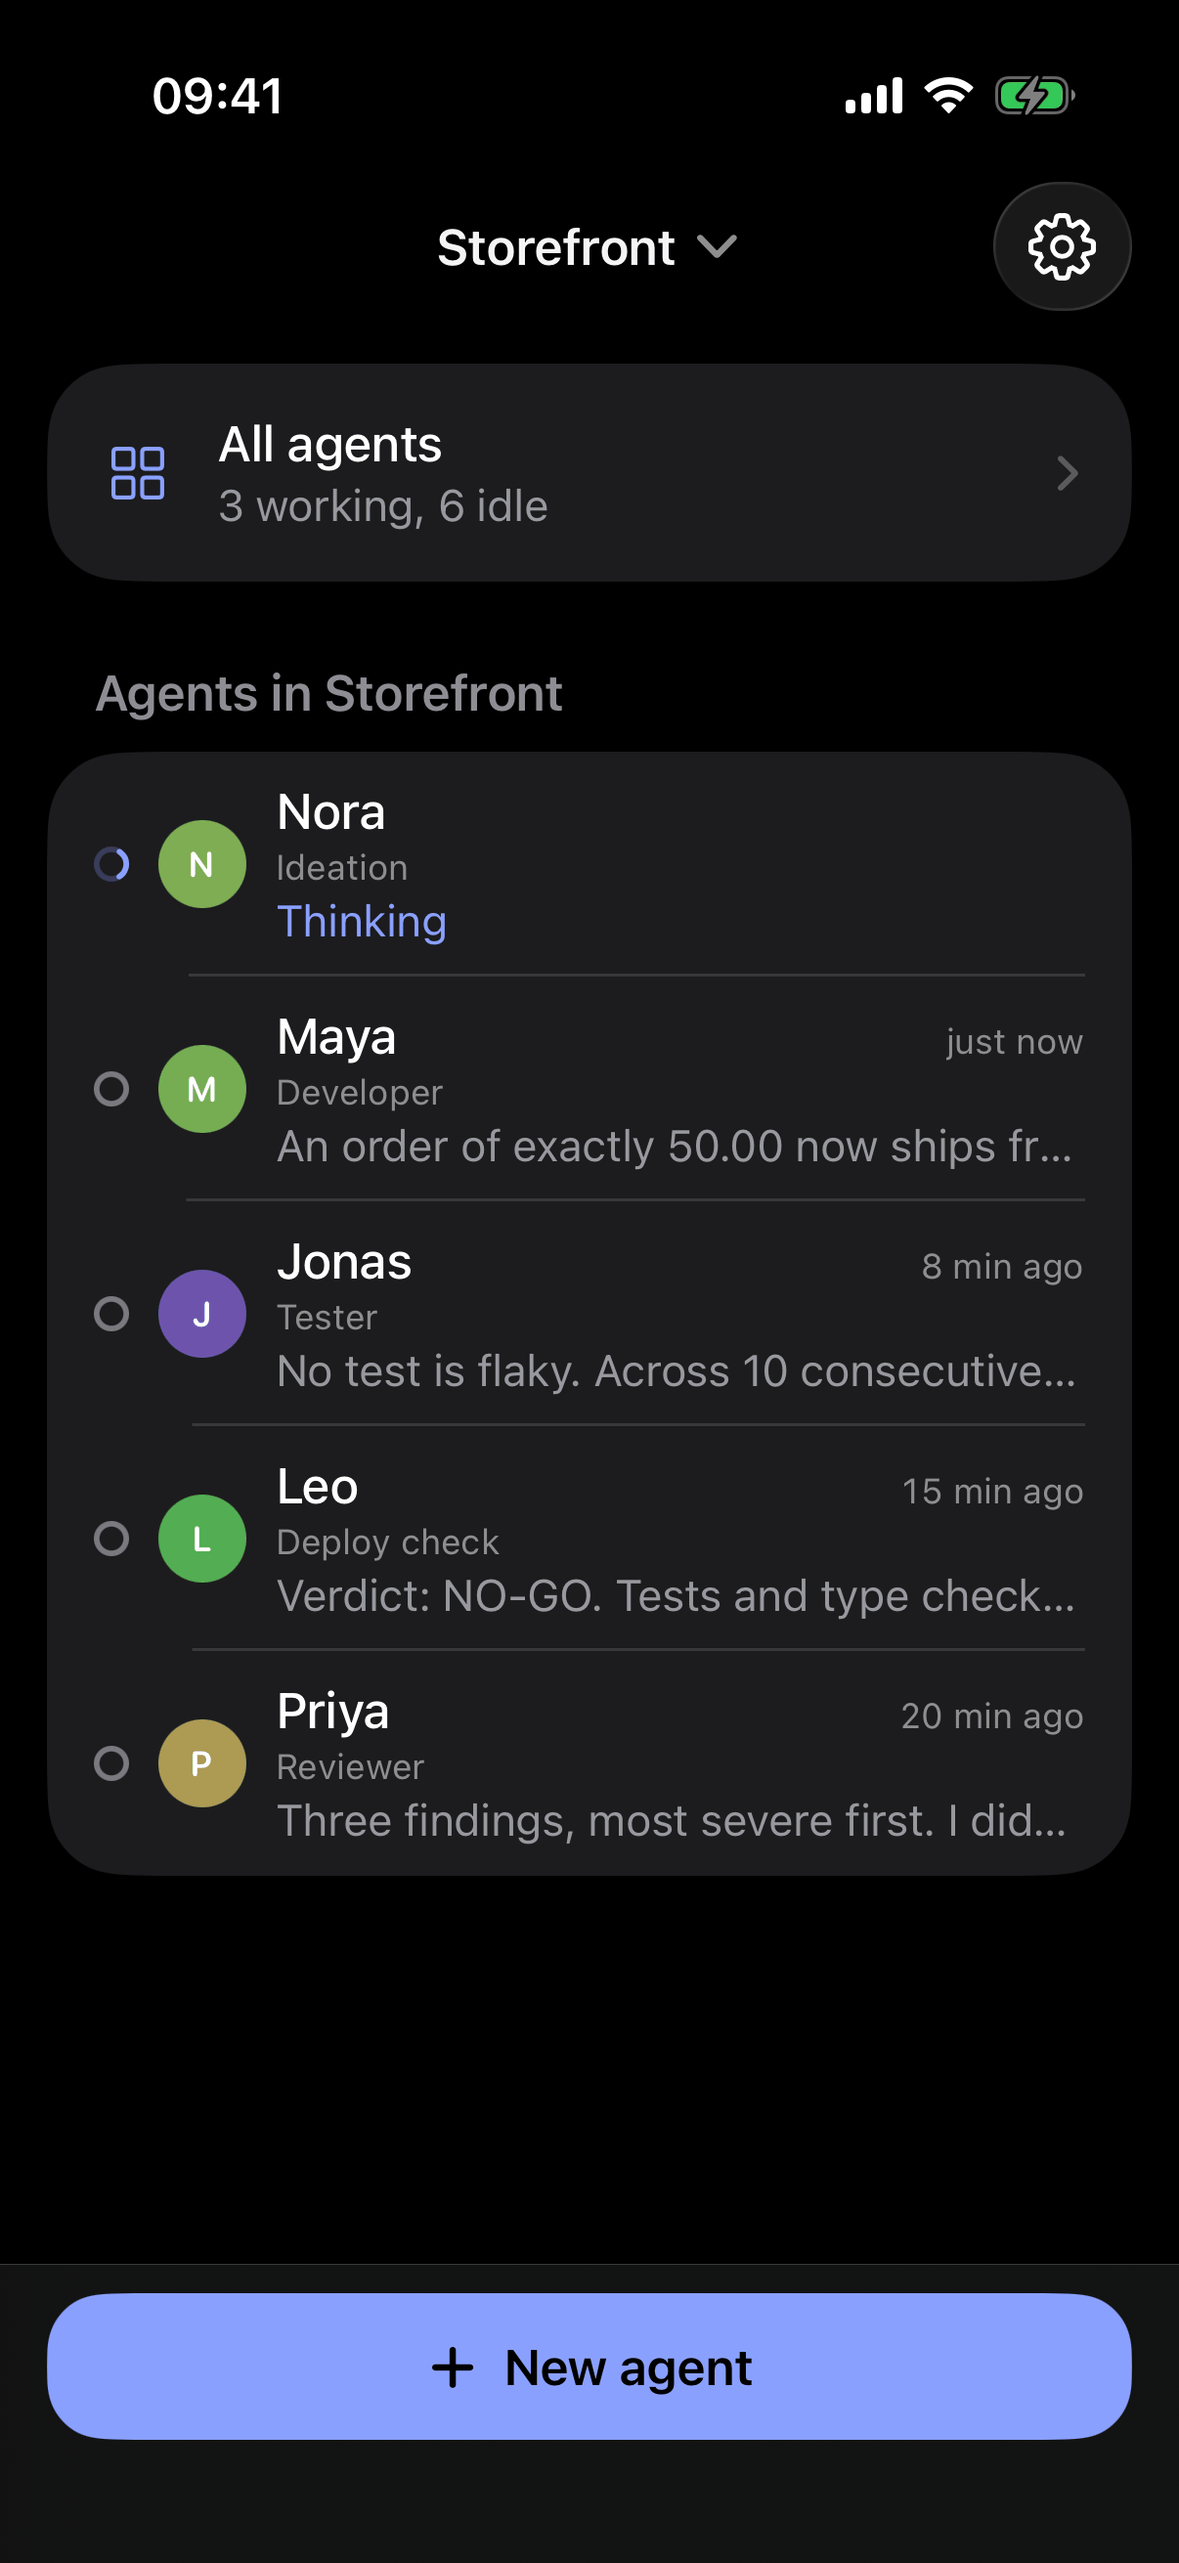 09:41
Storefront
All agents
3 working, 6 idle
Agents in Storefront
N
Nora
Ideation
Thinking
M
Maya
just now
Developer
An order of exactly 50.00 now ships fr...
J
Jonas
8 min ago
Tester
No test is flaky. Across 10 consecutive...
L
Leo
15 min ago
Deploy check
Verdict: NO-GO. Tests and type check...
P
Priya
20 min ago
Reviewer
Three findings, most severe first. I did...
+ New agent